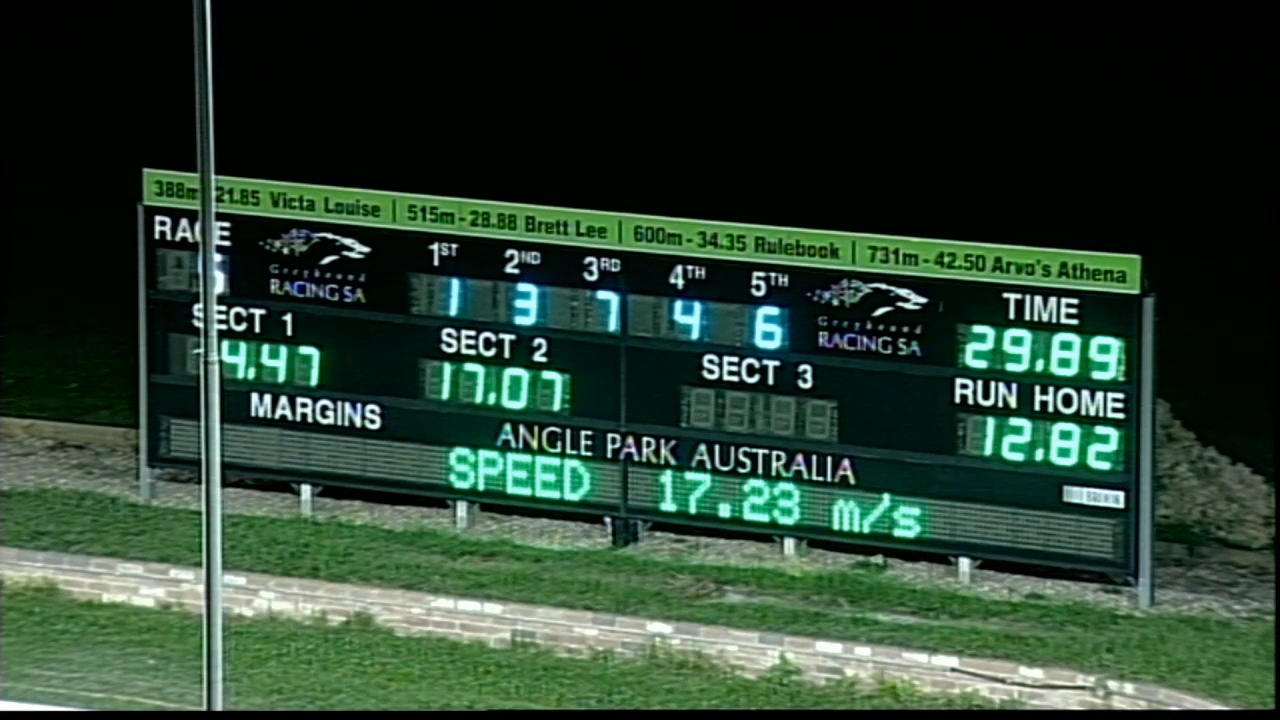 388m - 21.85 Victa Louise | 515m - 28.88 Brett Lee | 600m - 34.35 Rulebook | 731m - 42.50 Arvo's Athena
RACE
Greyhound
RACING SA
1ST 2ND 3RD 4TH 5TH
1 3 7 4 6
Greyhound
RACING SA
TIME
29.89
SECT 1
4.47
SECT 2
17.07
SECT 3
RUN HOME
12.82
MARGINS
ANGLE PARK AUSTRALIA
SPEED 17.23 m/s